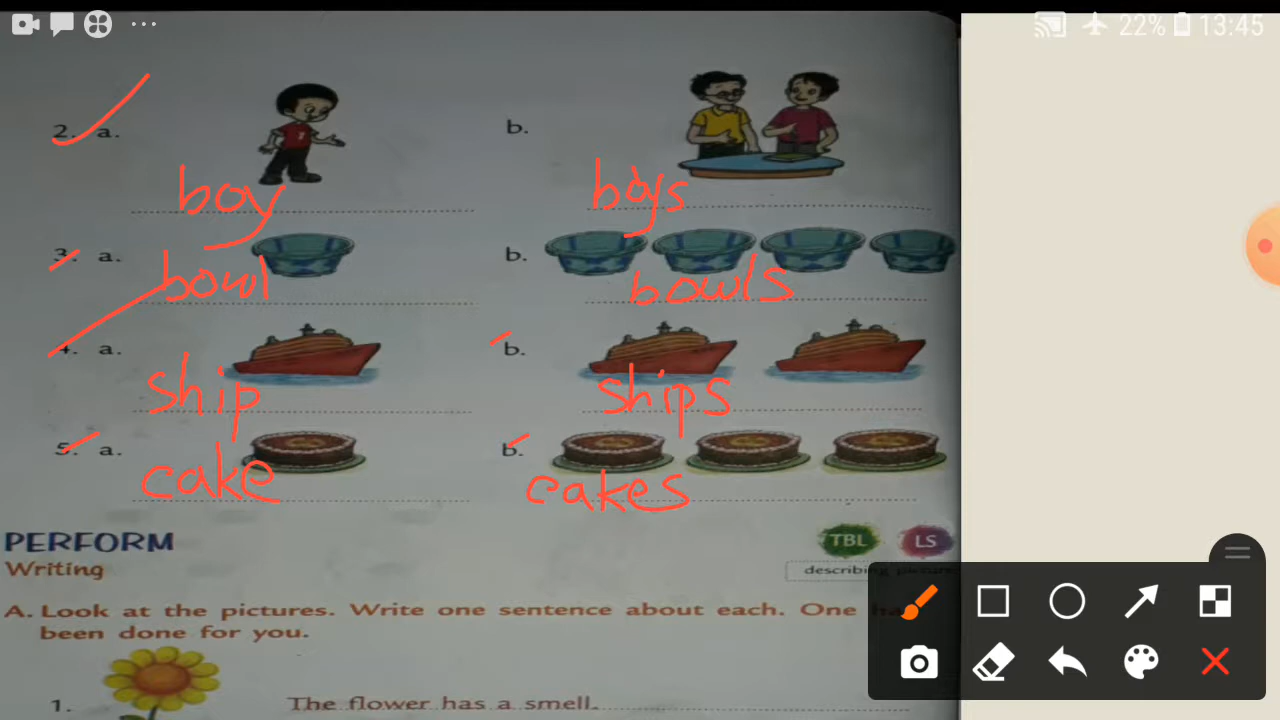 22% 13:45
2. a. b.
boy boys
3. a. b.
bowl bowls
4. a. b.
ship ships
5. a. b.
cake cakes
PERFORM
TBL LS
Writing
describing picture
A. Look at the pictures. Write one sentence about each. One has
been done for you.
1. The flower has a smell.